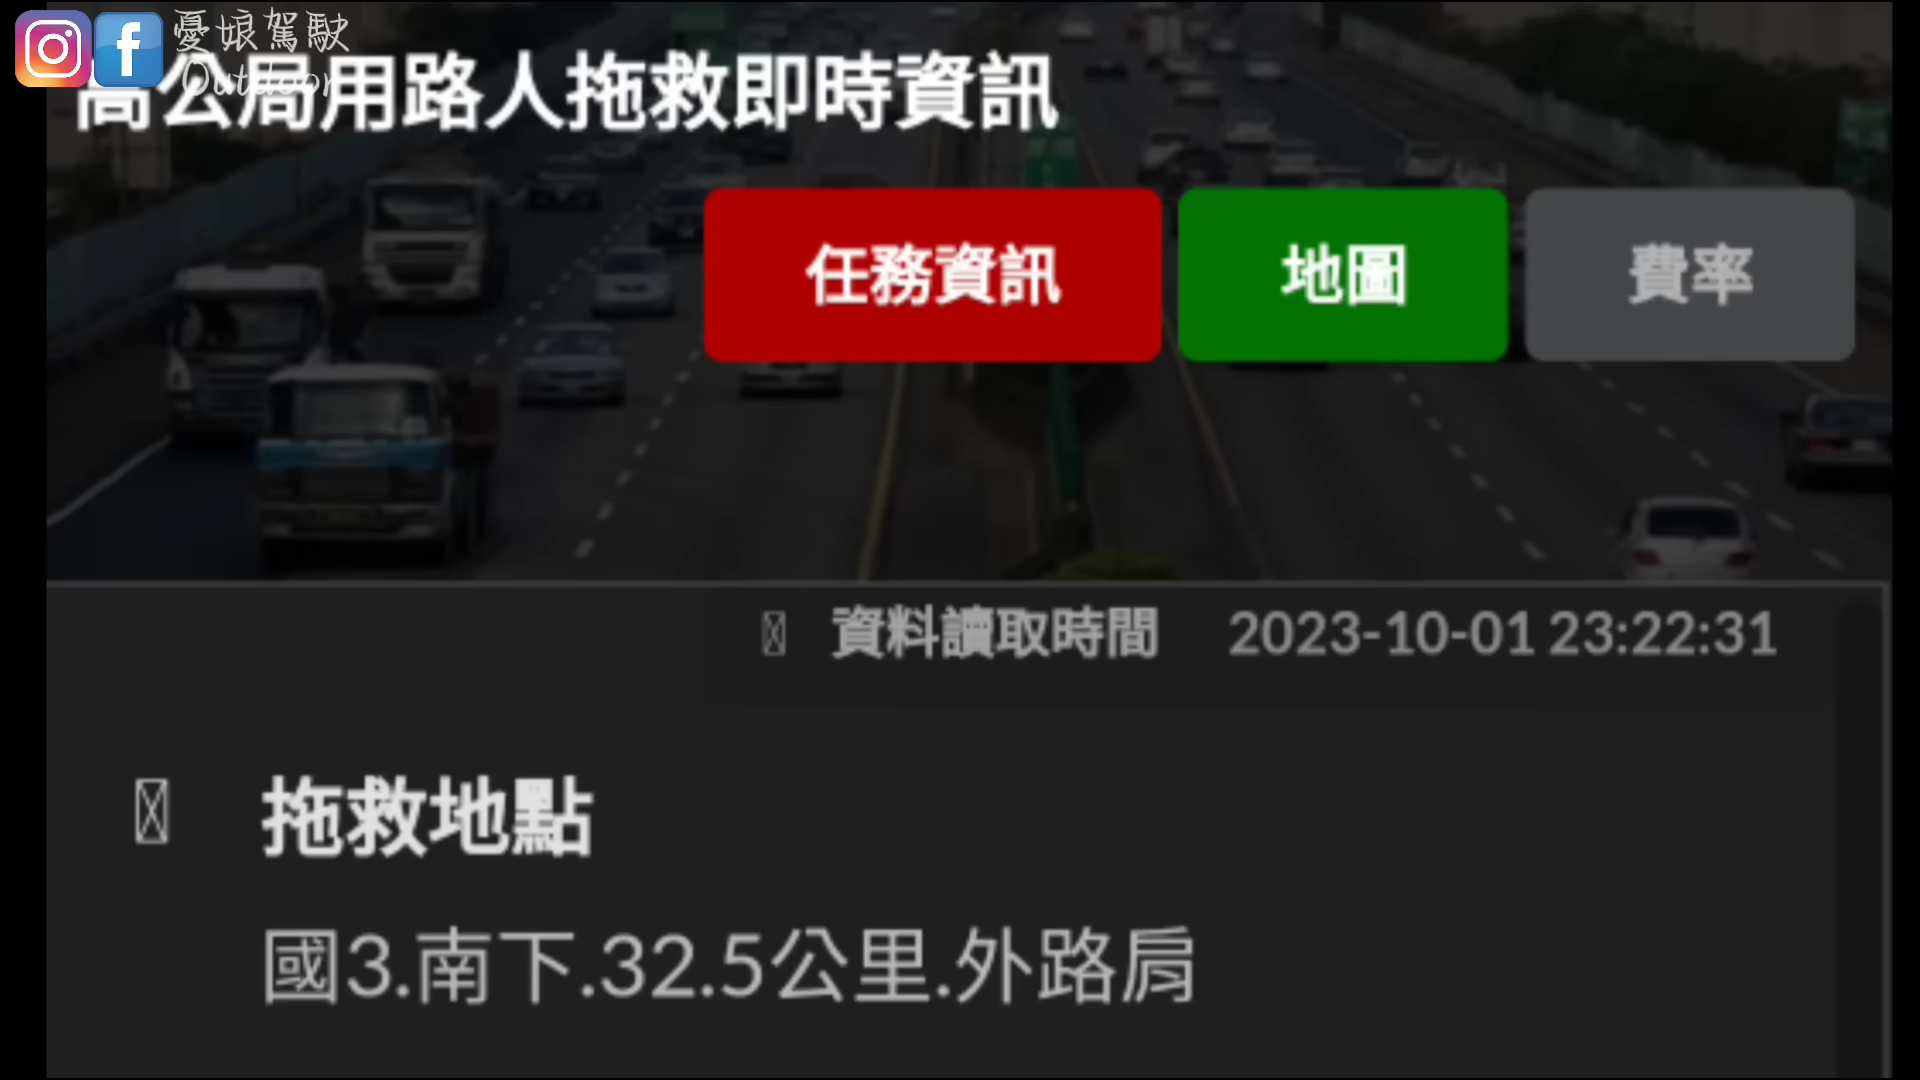 憂娘駕駛
Outdoor
高公局用路人拖救即時資訊
任務資訊
地圖
費率
資料讀取時間 2023-10-01 23:22:31
拖救地點
國3.南下.32.5公里.外路肩